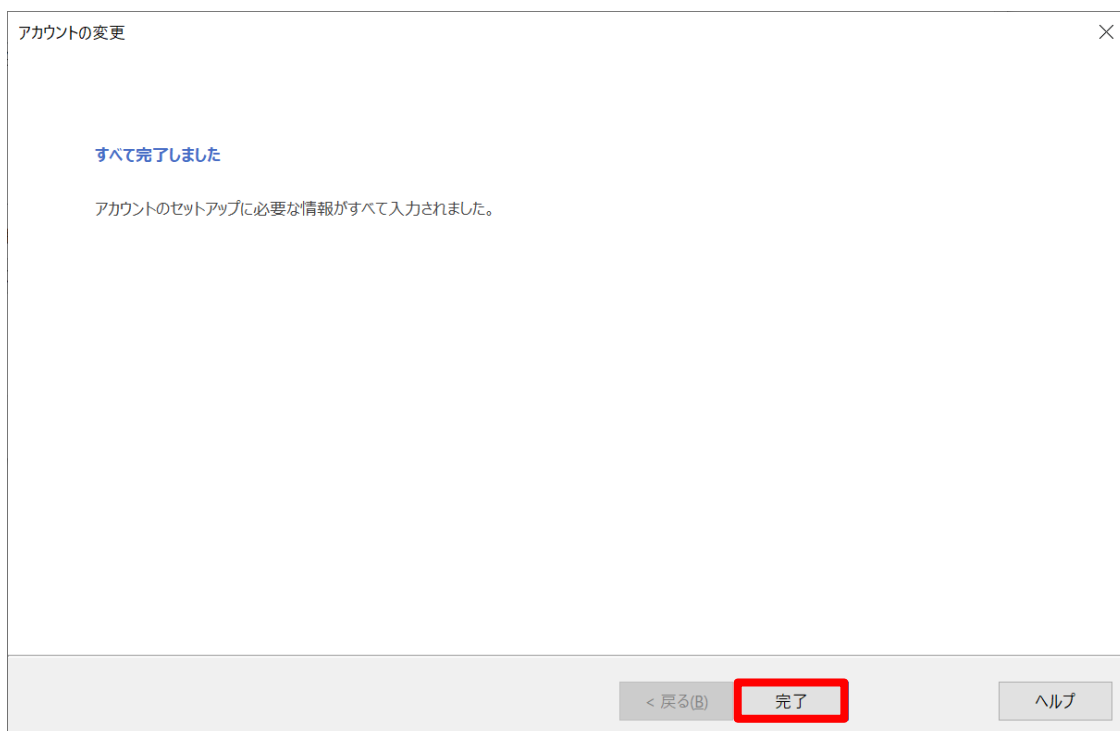 アカウントの変更
すべて完了しました
アカウントのセットアップに必要な情報がすべて入力されました。
< 戻る(B)
完了
ヘルプ